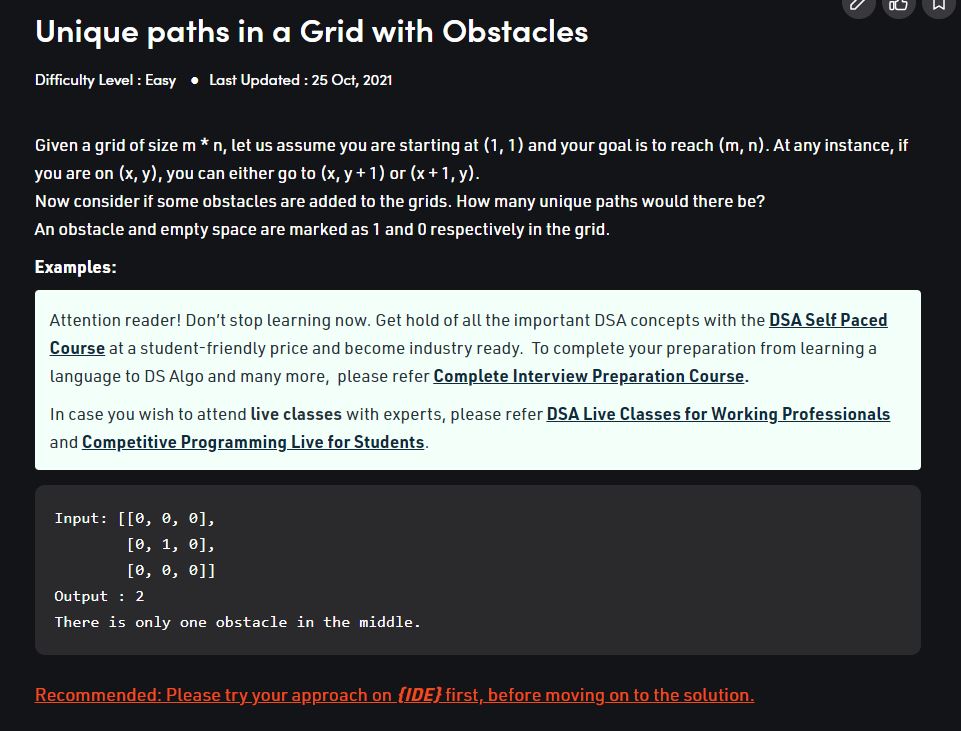 Unique paths in a Grid with Obstacles
Difficulty Level : Easy ● Last Updated : 25 Oct, 2021
Given a grid of size m * n, let us assume you are starting at (1, 1) and your goal is to reach (m, n). At any instance, if
you are on (x, y), you can either go to (x, y + 1) or (x + 1, y).
Now consider if some obstacles are added to the grids. How many unique paths would there be?
An obstacle and empty space are marked as 1 and 0 respectively in the grid.
Examples:
Attention reader! Don’t stop learning now. Get hold of all the important DSA concepts with the DSA Self Paced
Course at a student-friendly price and become industry ready.  To complete your preparation from learning a
language to DS Algo and many more,  please refer Complete Interview Preparation Course.
In case you wish to attend live classes with experts, please refer DSA Live Classes for Working Professionals
and Competitive Programming Live for Students.
Input: [[0, 0, 0],
        [0, 1, 0],
        [0, 0, 0]]
Output : 2
There is only one obstacle in the middle.
Recommended: Please try your approach on {IDE} first, before moving on to the solution.